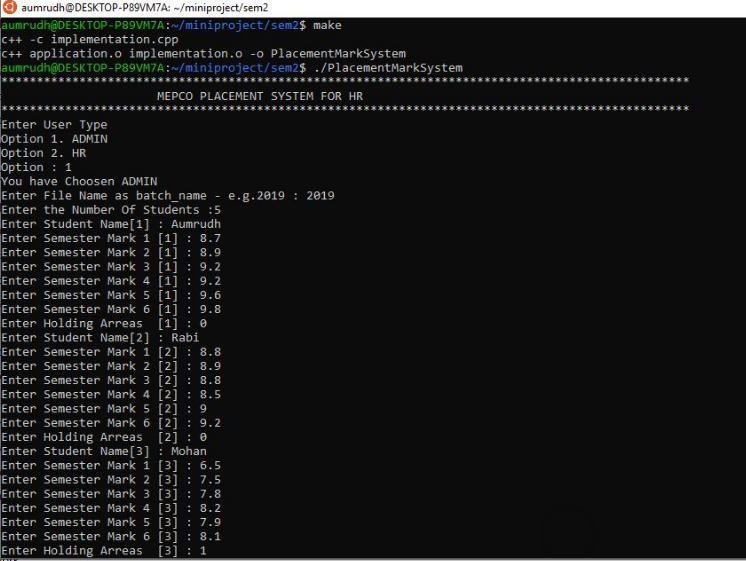 aumrudh@DESKTOP-P89VM7A: ~/miniproject/sem2
aumrudh@DESKTOP-P89VM7A:~/miniproject/sem2$ make
c++ -c implementation.cpp
c++ application.o implementation.o -o PlacementMarkSystem
aumrudh@DESKTOP-P89VM7A:~/miniproject/sem2$ ./PlacementMarkSystem
*************************************************************************************************
MEPCO PLACEMENT SYSTEM FOR HR
*************************************************************************************************
Enter User Type
Option 1. ADMIN
Option 2. HR
Option : 1
You have Choosen ADMIN
Enter File Name as batch_name - e.g.2019 : 2019
Enter the Number Of Students :5
Enter Student Name[1] : Aumrudh
Enter Semester Mark 1 [1] : 8.7
Enter Semester Mark 2 [1] : 8.9
Enter Semester Mark 3 [1] : 9.2
Enter Semester Mark 4 [1] : 9.2
Enter Semester Mark 5 [1] : 9.6
Enter Semester Mark 6 [1] : 9.8
Enter Holding Arreas  [1] : 0
Enter Student Name[2] : Rabi
Enter Semester Mark 1 [2] : 8.8
Enter Semester Mark 2 [2] : 8.9
Enter Semester Mark 3 [2] : 8.8
Enter Semester Mark 4 [2] : 8.5
Enter Semester Mark 5 [2] : 9
Enter Semester Mark 6 [2] : 9.2
Enter Holding Arreas  [2] : 0
Enter Student Name[3] : Mohan
Enter Semester Mark 1 [3] : 6.5
Enter Semester Mark 2 [3] : 7.5
Enter Semester Mark 3 [3] : 7.8
Enter Semester Mark 4 [3] : 8.2
Enter Semester Mark 5 [3] : 7.9
Enter Semester Mark 6 [3] : 8.1
Enter Holding Arreas  [3] : 1